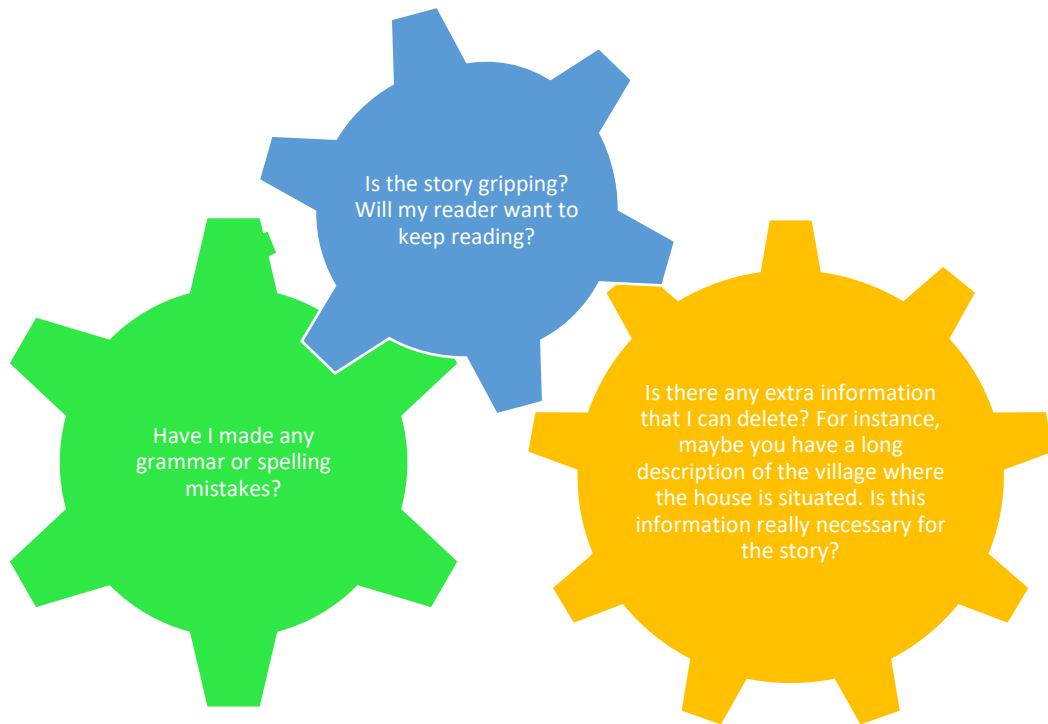 Is the story gripping?
Will my reader want to
keep reading?
Have I made any
grammar or spelling
mistakes?
Is there any extra information
that I can delete? For instance,
maybe you have a long
description of the village where
the house is situated. Is this
information really necessary for
the story?